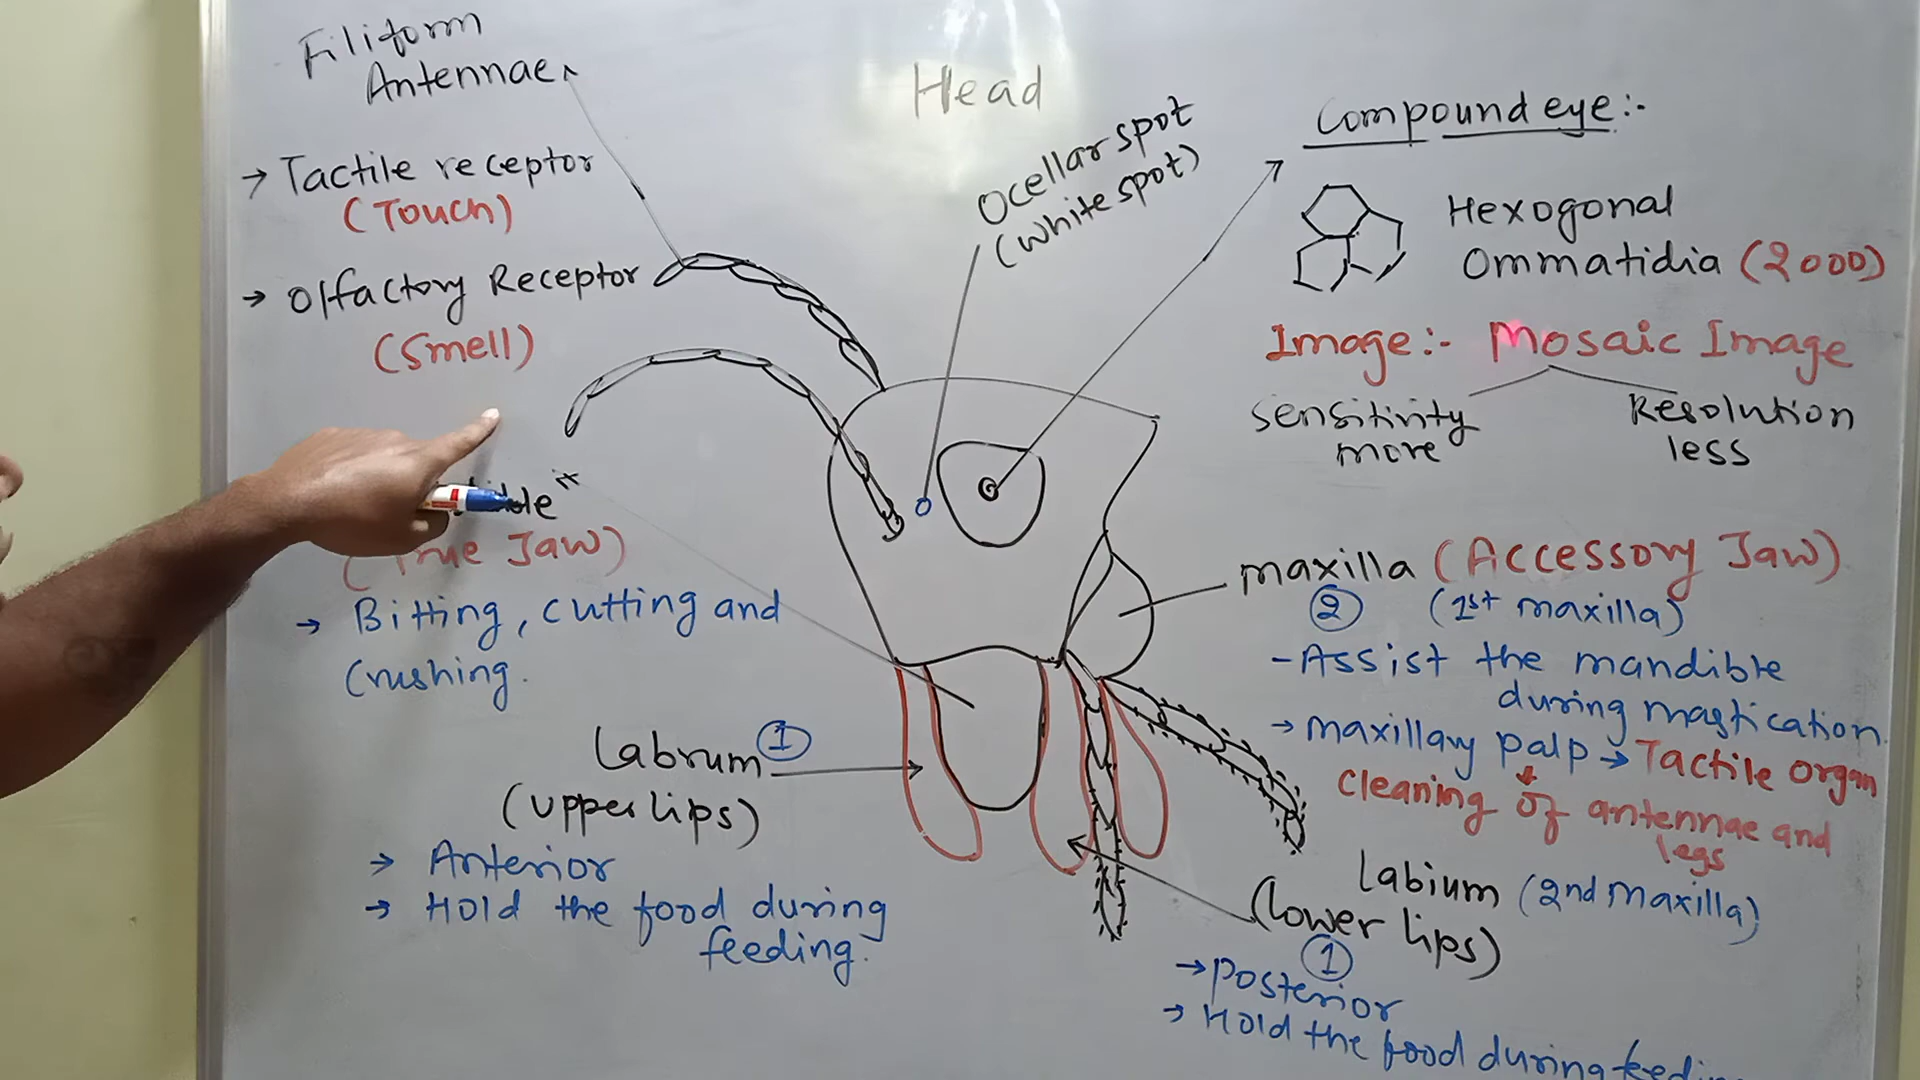 Head
Filiform
Antennae
→ Tactile receptor
(Touch)
→ Olfactory Receptor
(Smell)
Jaw)
→ Bitting, cutting and
Crushing.
Labrum ①
(Upper lips)
→ Anterior
→ Hold the food during
feeding.
Ocellar spot
(white spot)
Compound eye:-
Hexogonal
Ommatidia (2000)
Image:- Mosaic Image
Sensitivity
more
Resolution
less
maxilla (Accessory Jaw)
② (1st maxilla)
- Assist the mandible
during mastication.
→ maxillary palp → Tactile organ
cleaning of antennae and
legs
Labium (2nd Maxilla)
(lower lips)
①
→ Posterior
→ Hold the food during